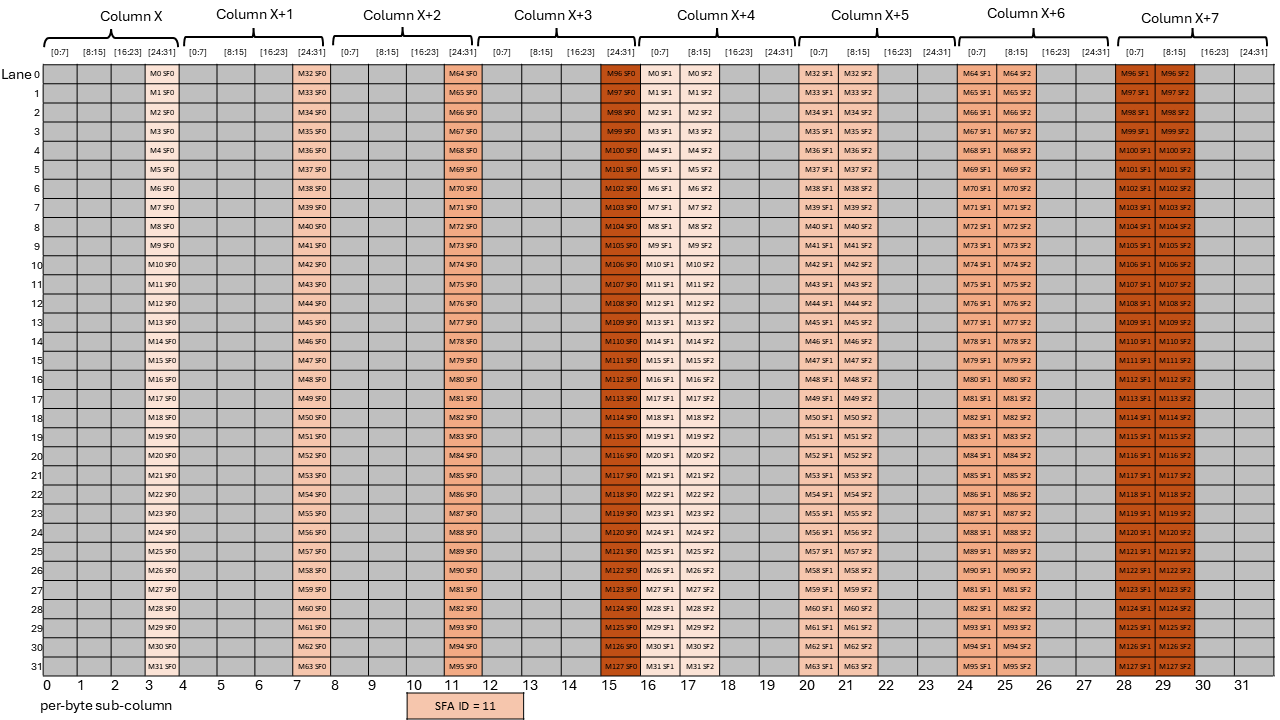 Column X Column X+1 Column X+2 Column X+3 Column X+4 Column X+5 Column X+6 Column X+7
[0:7] [8:15] [16:23] [24:31] [0:7] [8:15] [16:23] [24:31] [0:7] [8:15] [16:23] [24:31] [0:7] [8:15] [16:23] [24:31] [0:7] [8:15] [16:23] [24:31] [0:7] [8:15] [16:23] [24:31] [0:7] [8:15] [16:23] [24:31] [0:7] [8:15] [16:23] [24:31]
Lane 0 M0 SF0 M32 SF0 M64 SF0 M96 SF0 M0 SF1 M0 SF2 M32 SF1 M32 SF2 M64 SF1 M64 SF2 M96 SF1 M96 SF2
1 M1 SF0 M33 SF0 M65 SF0 M97 SF0 M1 SF1 M1 SF2 M33 SF1 M33 SF2 M65 SF1 M65 SF2 M97 SF1 M97 SF2
2 M2 SF0 M34 SF0 M66 SF0 M98 SF0 M2 SF1 M2 SF2 M34 SF1 M34 SF2 M66 SF1 M66 SF2 M98 SF1 M98 SF2
3 M3 SF0 M35 SF0 M67 SF0 M99 SF0 M3 SF1 M3 SF2 M35 SF1 M35 SF2 M67 SF1 M67 SF2 M99 SF1 M99 SF2
4 M4 SF0 M36 SF0 M68 SF0 M100 SF0 M4 SF1 M4 SF2 M36 SF1 M36 SF2 M68 SF1 M68 SF2 M100 SF1 M100 SF2
5 M5 SF0 M37 SF0 M69 SF0 M101 SF0 M5 SF1 M5 SF2 M37 SF1 M37 SF2 M69 SF1 M69 SF2 M101 SF1 M101 SF2
6 M6 SF0 M38 SF0 M70 SF0 M102 SF0 M6 SF1 M6 SF2 M38 SF1 M38 SF2 M70 SF1 M70 SF2 M102 SF1 M102 SF2
7 M7 SF0 M39 SF0 M71 SF0 M103 SF0 M7 SF1 M7 SF2 M39 SF1 M39 SF2 M71 SF1 M71 SF2 M103 SF1 M103 SF2
8 M8 SF0 M40 SF0 M72 SF0 M104 SF0 M8 SF1 M8 SF2 M40 SF1 M40 SF2 M72 SF1 M72 SF2 M104 SF1 M104 SF2
9 M9 SF0 M41 SF0 M73 SF0 M105 SF0 M9 SF1 M9 SF2 M41 SF1 M41 SF2 M73 SF1 M73 SF2 M105 SF1 M105 SF2
10 M10 SF0 M42 SF0 M74 SF0 M106 SF0 M10 SF1 M10 SF2 M42 SF1 M42 SF2 M74 SF1 M74 SF2 M106 SF1 M106 SF2
11 M11 SF0 M43 SF0 M75 SF0 M107 SF0 M11 SF1 M11 SF2 M43 SF1 M43 SF2 M75 SF1 M75 SF2 M107 SF1 M107 SF2
12 M12 SF0 M44 SF0 M76 SF0 M108 SF0 M12 SF1 M12 SF2 M44 SF1 M44 SF2 M76 SF1 M76 SF2 M108 SF1 M108 SF2
13 M13 SF0 M45 SF0 M77 SF0 M109 SF0 M13 SF1 M13 SF2 M45 SF1 M45 SF2 M77 SF1 M77 SF2 M109 SF1 M109 SF2
14 M14 SF0 M46 SF0 M78 SF0 M110 SF0 M14 SF1 M14 SF2 M46 SF1 M46 SF2 M78 SF1 M78 SF2 M110 SF1 M110 SF2
15 M15 SF0 M47 SF0 M79 SF0 M111 SF0 M15 SF1 M15 SF2 M47 SF1 M47 SF2 M79 SF1 M79 SF2 M111 SF1 M111 SF2
16 M16 SF0 M48 SF0 M80 SF0 M112 SF0 M16 SF1 M16 SF2 M48 SF1 M48 SF2 M80 SF1 M80 SF2 M112 SF1 M112 SF2
17 M17 SF0 M49 SF0 M81 SF0 M113 SF0 M17 SF1 M17 SF2 M49 SF1 M49 SF2 M81 SF1 M81 SF2 M113 SF1 M113 SF2
18 M18 SF0 M50 SF0 M82 SF0 M114 SF0 M18 SF1 M18 SF2 M50 SF1 M50 SF2 M82 SF1 M82 SF2 M114 SF1 M114 SF2
19 M19 SF0 M51 SF0 M83 SF0 M115 SF0 M19 SF1 M19 SF2 M51 SF1 M51 SF2 M83 SF1 M83 SF2 M115 SF1 M115 SF2
20 M20 SF0 M52 SF0 M84 SF0 M116 SF0 M20 SF1 M20 SF2 M52 SF1 M52 SF2 M84 SF1 M84 SF2 M116 SF1 M116 SF2
21 M21 SF0 M53 SF0 M85 SF0 M117 SF0 M21 SF1 M21 SF2 M53 SF1 M53 SF2 M85 SF1 M85 SF2 M117 SF1 M117 SF2
22 M22 SF0 M54 SF0 M86 SF0 M118 SF0 M22 SF1 M22 SF2 M54 SF1 M54 SF2 M86 SF1 M86 SF2 M118 SF1 M118 SF2
23 M23 SF0 M55 SF0 M87 SF0 M119 SF0 M23 SF1 M23 SF2 M55 SF1 M55 SF2 M87 SF1 M87 SF2 M119 SF1 M119 SF2
24 M24 SF0 M56 SF0 M88 SF0 M120 SF0 M24 SF1 M24 SF2 M56 SF1 M56 SF2 M88 SF1 M88 SF2 M120 SF1 M120 SF2
25 M25 SF0 M57 SF0 M89 SF0 M121 SF0 M25 SF1 M25 SF2 M57 SF1 M57 SF2 M89 SF1 M89 SF2 M121 SF1 M121 SF2
26 M26 SF0 M58 SF0 M90 SF0 M122 SF0 M26 SF1 M26 SF2 M58 SF1 M58 SF2 M90 SF1 M90 SF2 M122 SF1 M122 SF2
27 M27 SF0 M59 SF0 M81 SF0 M123 SF0 M27 SF1 M27 SF2 M59 SF1 M59 SF2 M81 SF1 M81 SF2 M123 SF1 M123 SF2
28 M28 SF0 M60 SF0 M82 SF0 M124 SF0 M28 SF1 M28 SF2 M60 SF1 M60 SF2 M82 SF1 M82 SF2 M124 SF1 M124 SF2
29 M29 SF0 M61 SF0 M93 SF0 M125 SF0 M29 SF1 M29 SF2 M61 SF1 M61 SF2 M93 SF1 M93 SF2 M125 SF1 M125 SF2
30 M30 SF0 M62 SF0 M94 SF0 M126 SF0 M30 SF1 M30 SF2 M62 SF1 M62 SF2 M94 SF1 M94 SF2 M126 SF1 M126 SF2
31 M31 SF0 M63 SF0 M95 SF0 M127 SF0 M31 SF1 M31 SF2 M63 SF1 M63 SF2 M95 SF1 M95 SF2 M127 SF1 M127 SF2
0 1 2 3 4 5 6 7 8 9 10 11 12 13 14 15 16 17 18 19 20 21 22 23 24 25 26 27 28 29 30 31
per-byte sub-column
SFA ID = 11